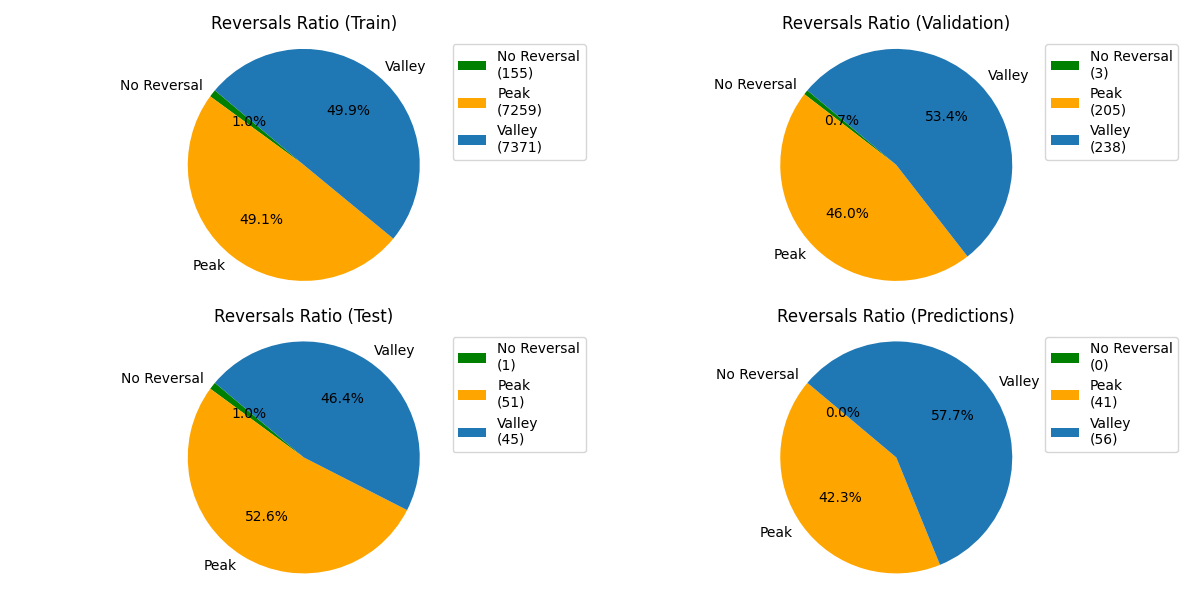 Reversals Ratio (Train)
No Reversal
Valley
Peak
1.0%
49.9%
49.1%
No Reversal
(155)
Peak
(7259)
Valley
(7371)
Reversals Ratio (Validation)
No Reversal
Valley
Peak
0.7%
53.4%
46.0%
No Reversal
(3)
Peak
(205)
Valley
(238)
Reversals Ratio (Test)
No Reversal
Valley
Peak
1.0%
46.4%
52.6%
No Reversal
(1)
Peak
(51)
Valley
(45)
Reversals Ratio (Predictions)
No Reversal
Valley
Peak
0.0%
57.7%
42.3%
No Reversal
(0)
Peak
(41)
Valley
(56)